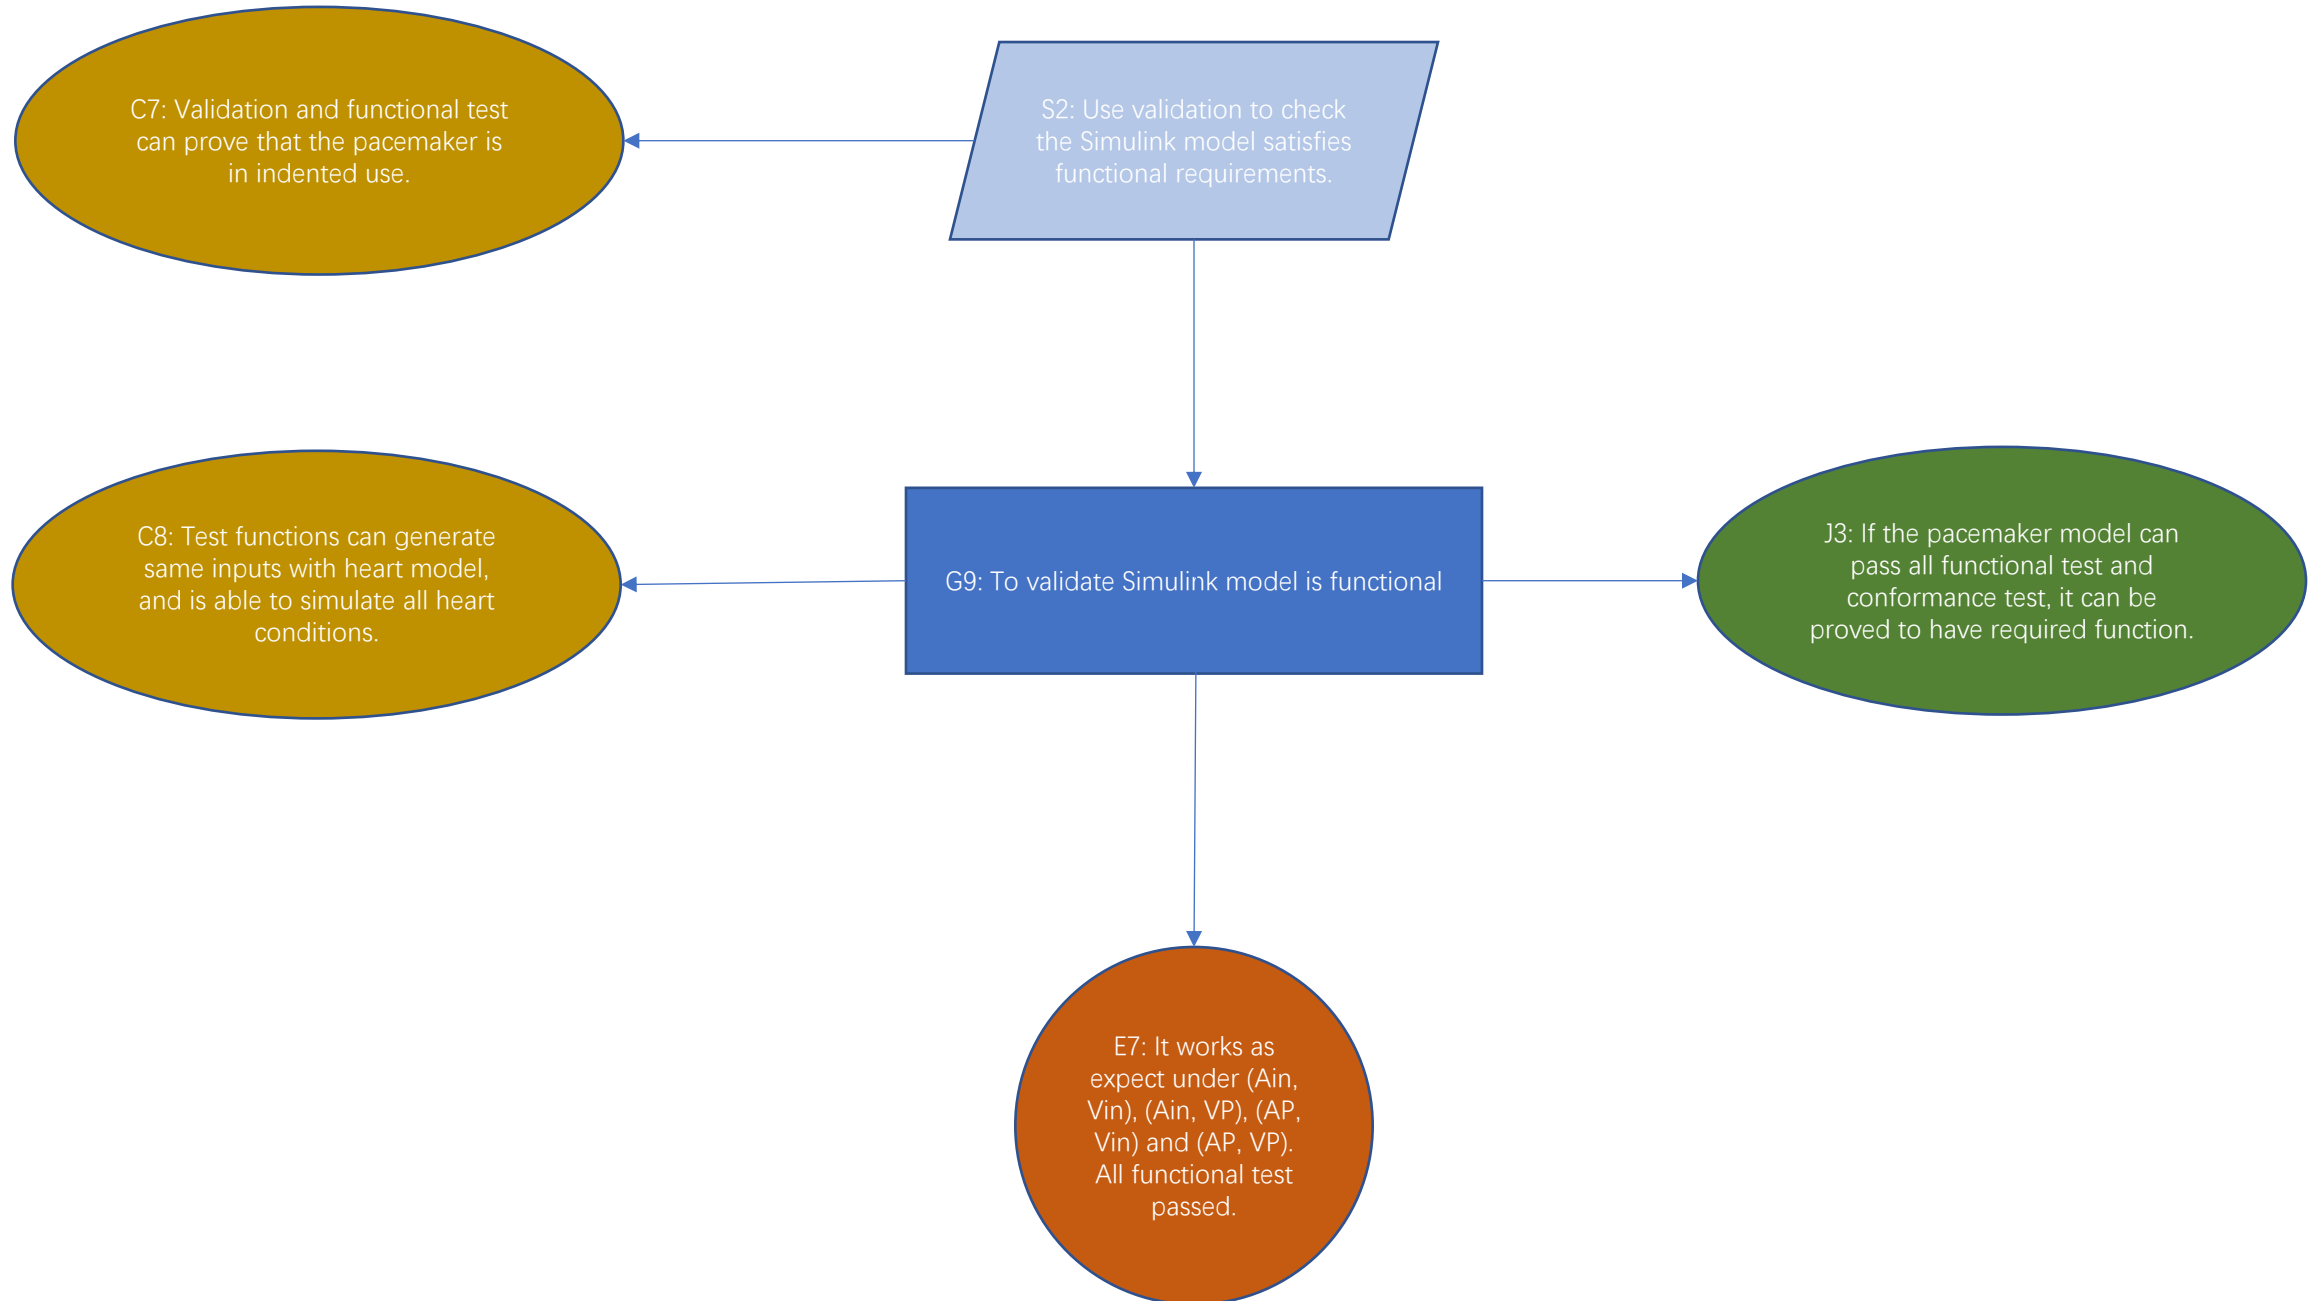 C7: Validation and functional test
can prove that the pacemaker is
in indented use.
S2: Use validation to check
the Simulink model satisfies
functional requirements.
C8: Test functions can generate
same inputs with heart model,
and is able to simulate all heart
conditions.
G9: To validate Simulink model is functional
J3: If the pacemaker model can
pass all functional test and
conformance test, it can be
proved to have required function.
E7: It works as
expect under (Ain,
Vin), (Ain, VP), (AP,
Vin) and (AP, VP).
All functional test
passed.